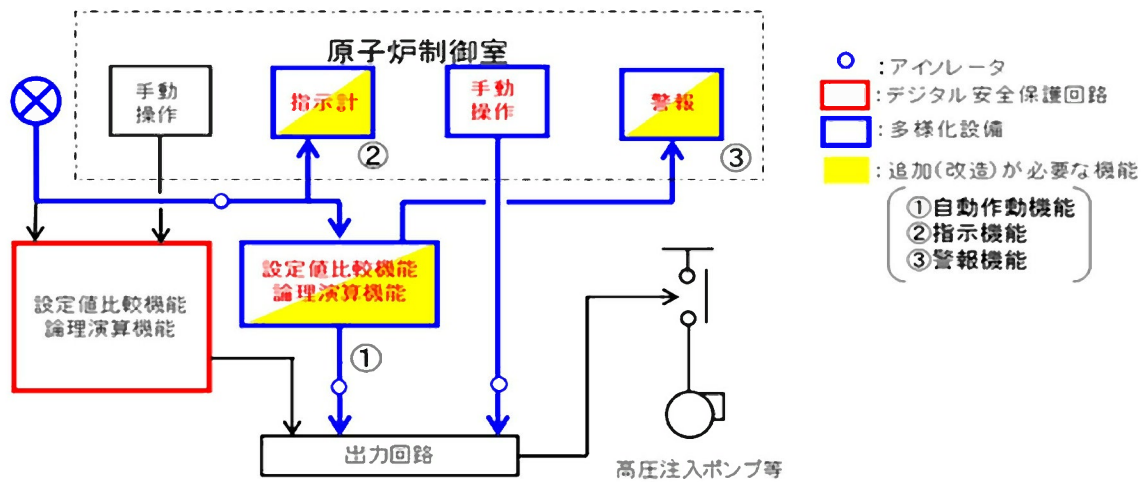 原子炉制御室
手動
操作
指示計
手動
操作
警報
②
③
設定値比較機能
論理演算機能
設定値比較機能
論理演算機能
①
出力回路
高圧注入ポンプ等
:アイソレータ
:デジタル安全保護回路
:多様化設備
:追加(改造)が必要な機能
①自動作動機能
②指示機能
③警報機能